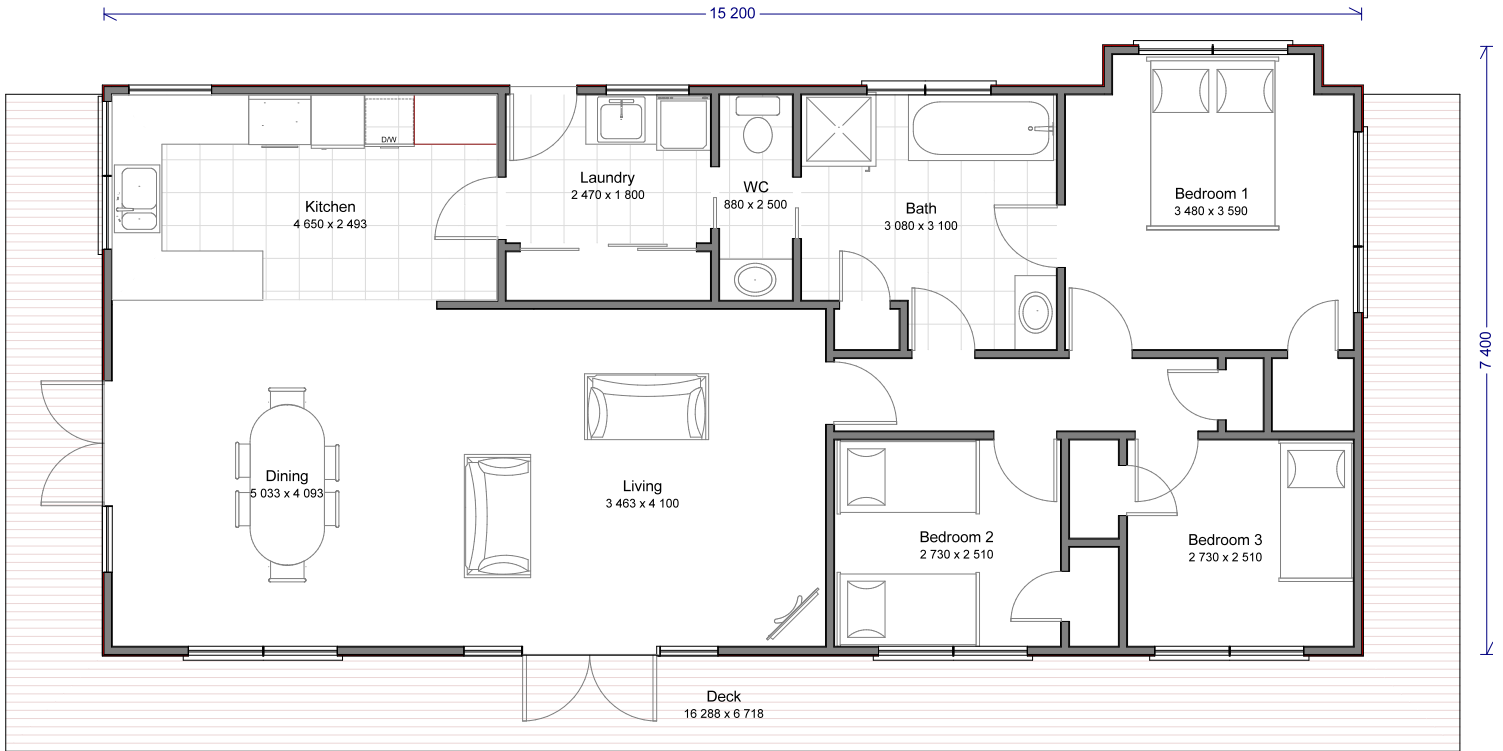 15 200
7 400
D/W
Kitchen
4 650 x 2 493
Laundry
2 470 x 1 800
WC
880 x 2 500
Bath
3 080 x 3 100
Bedroom 1
3 480 x 3 590
Dining
5 033 x 4 093
Living
3 463 x 4 100
Bedroom 2
2 730 x 2 510
Bedroom 3
2 730 x 2 510
Deck
16 288 x 6 718